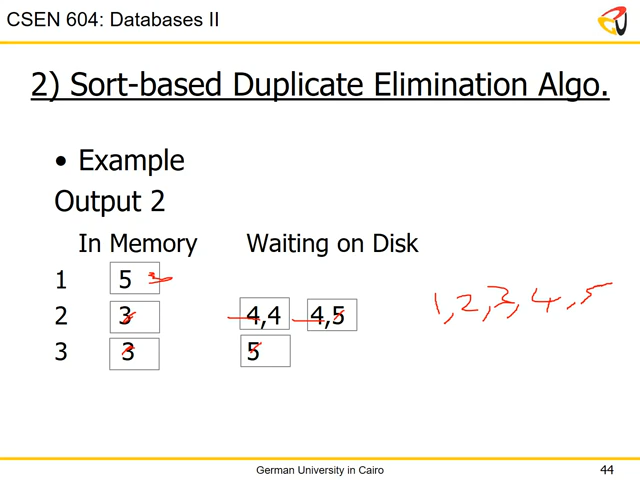 CSEN 604: Databases II
2) Sort-based Duplicate Elimination Algo.
• Example
Output 2
In Memory Waiting on Disk
1 5
2 3 4,4 4,5
3 3 5
1, 2, 3, 4, 5
German University in Cairo 44